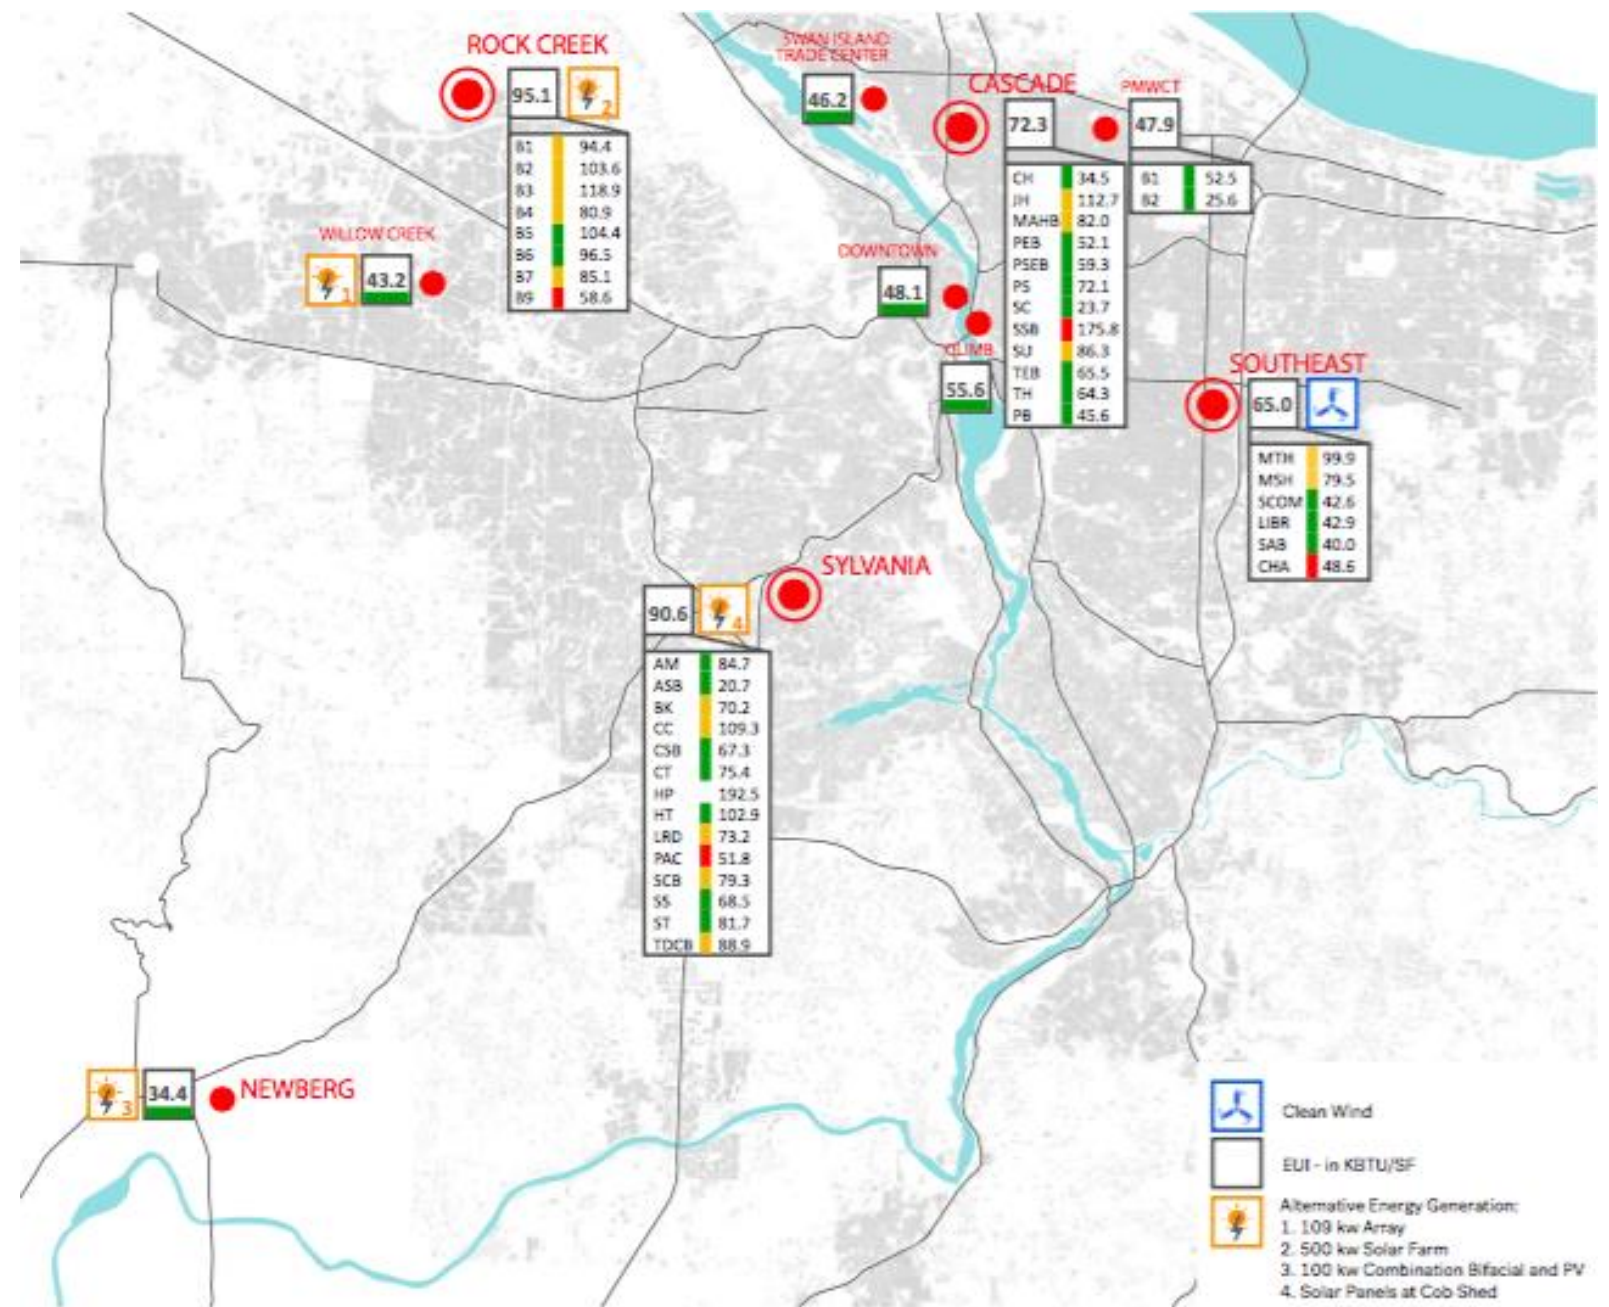 ROCK CREEK
95.1
2
B1 94.4
B2 103.6
B3 118.9
B4 80.9
B5 104.4
B6 96.5
B7 85.1
B9 58.6
SWAN ISLAND
TRADE CENTER
46.2
CASCADE
72.3
CH 34.5
JH 112.7
MAHB 82.0
PEB 52.1
PSEB 59.3
PS 72.1
SC 23.7
SSB 175.8
SU 86.3
TEB 65.5
TH 64.3
PB 45.6
PMWCT
47.9
B1 52.5
B2 25.6
WILLOW CREEK
1
43.2
DOWNTOWN
48.1
CLIMB
55.6
SOUTHEAST
65.0
MTH 99.9
MSH 79.5
SCOM 42.6
LIBR 42.9
SAB 40.0
CHA 48.6
SYLVANIA
90.6
4
AM 84.7
ASB 20.7
BK 70.2
CC 109.3
CSB 67.3
CT 75.4
HP 192.5
HT 102.9
LRD 73.2
PAC 51.8
SCB 79.3
SS 68.5
ST 81.7
TDCB 88.9
3
34.4
NEWBERG
Clean Wind
EUI - in KBTU/SF
Alternative Energy Generation:
1. 109 kw Array
2. 500 kw Solar Farm
3. 100 kw Combination Bifacial and PV
4. Solar Panels at Cob Shed